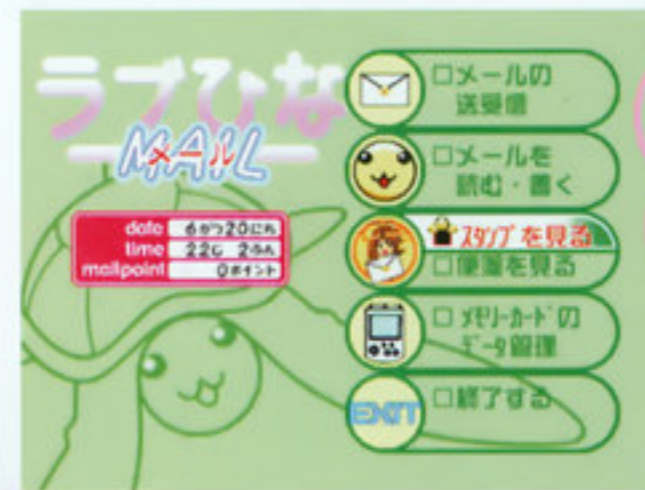 ラブひな
MAIL
メール
date 6がつ20にち
time 22じ 2ふん
mailpoint 0ポイント
□メールの
送受信
□メールを
読む・書く
スタンプを見る
□便箋を見る
□メモリーカードの
データ管理
EXIT
□終了する